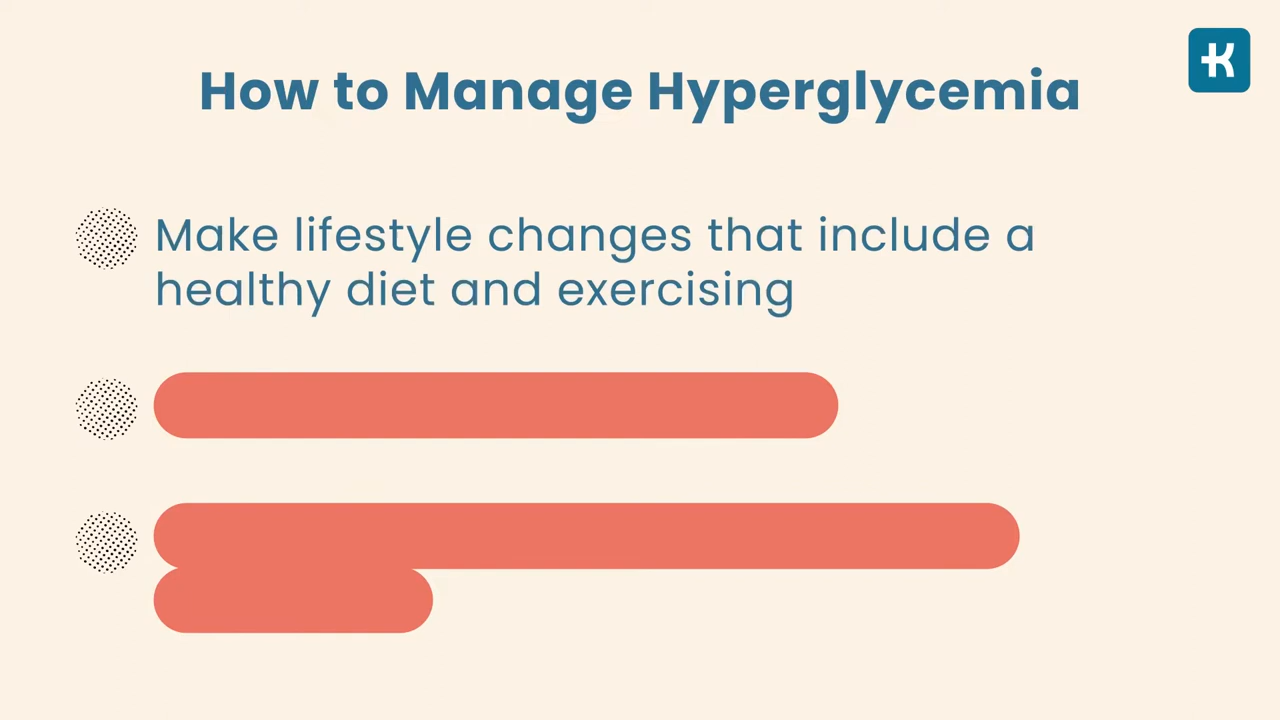 How to Manage Hyperglycemia
Make lifestyle changes that include a
healthy diet and exercising